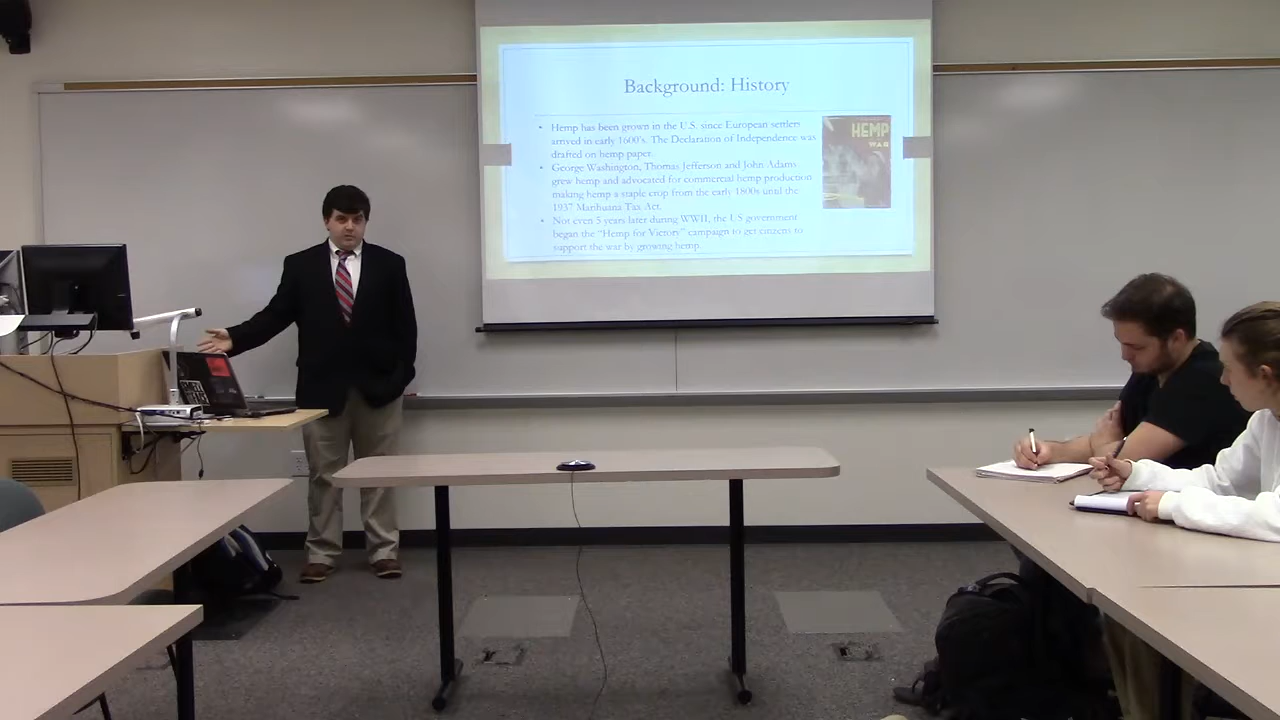 Background: History
• Hemp has been grown in the U.S. since European settlers
arrived in early 1600's. The Declaration of Independence was
drafted on hemp paper.
• George Washington, Thomas Jefferson and John Adams
grew hemp and advocated for commercial hemp production
making hemp a staple crop from the early 1800s until the
1937 Marihuana Tax Act.
• Not even 5 years later during WWII, the US government
began the "Hemp for Victory" campaign to get citizens to
support the war by growing hemp.
HEMP
WAR